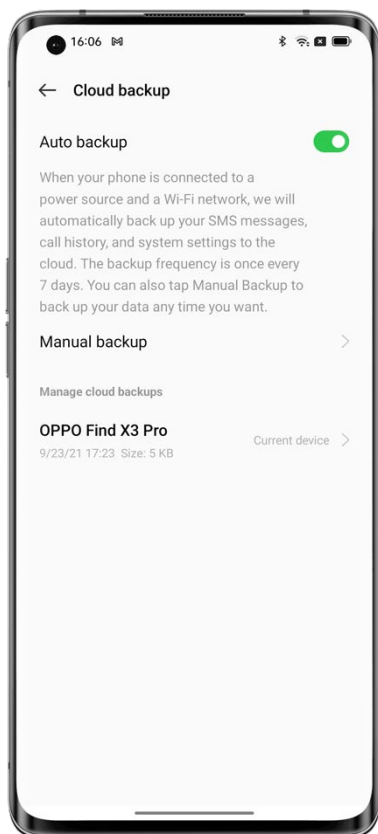 16:06
Cloud backup
Auto backup
When your phone is connected to a
power source and a Wi-Fi network, we will
automatically back up your SMS messages,
call history, and system settings to the
cloud. The backup frequency is once every
7 days. You can also tap Manual Backup to
back up your data any time you want.
Manual backup
Manage cloud backups
OPPO Find X3 Pro
Current device
9/23/21 17:23 Size: 5 KB